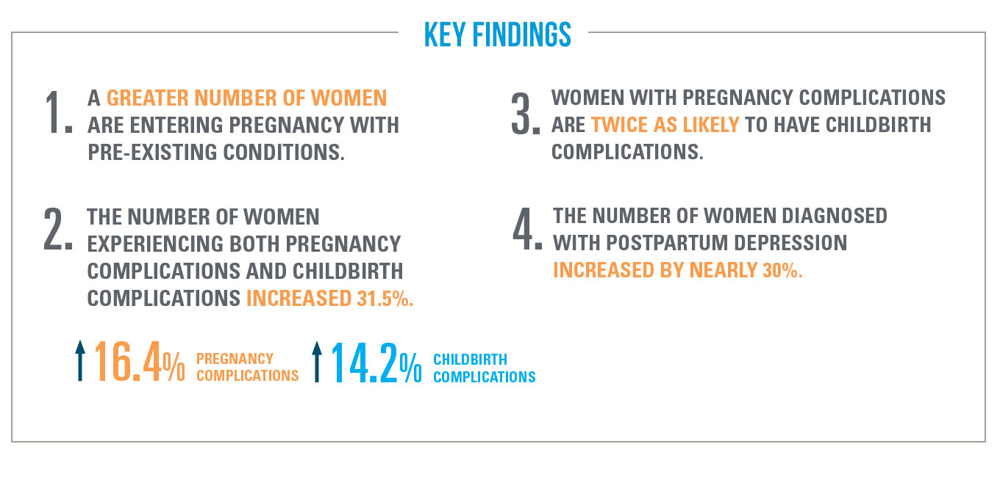 KEY FINDINGS
1.
A GREATER NUMBER OF WOMEN
ARE ENTERING PREGNANCY WITH
PRE-EXISTING CONDITIONS.
2.
THE NUMBER OF WOMEN
EXPERIENCING BOTH PREGNANCY
COMPLICATIONS AND CHILDBIRTH
COMPLICATIONS INCREASED 31.5%.
16.4% PREGNANCY
COMPLICATIONS
14.2% CHILDBIRTH
COMPLICATIONS
3.
WOMEN WITH PREGNANCY COMPLICATIONS
ARE TWICE AS LIKELY TO HAVE CHILDBIRTH
COMPLICATIONS.
4.
THE NUMBER OF WOMEN DIAGNOSED
WITH POSTPARTUM DEPRESSION
INCREASED BY NEARLY 30%.